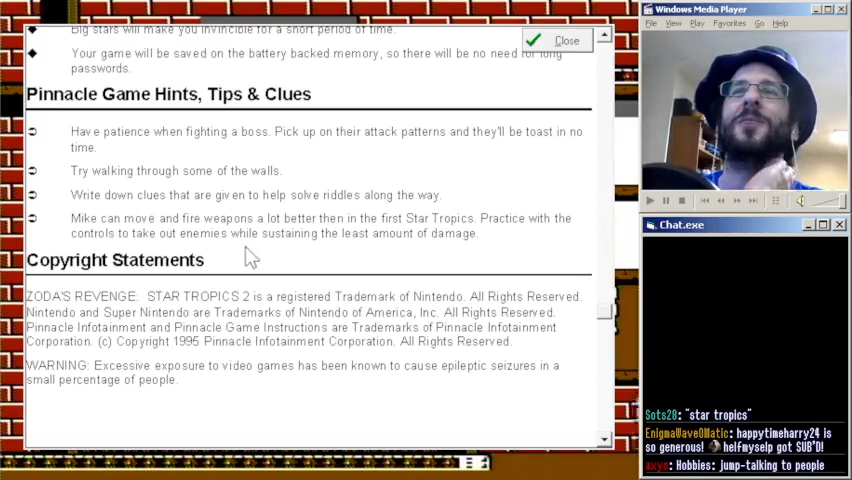 Big stars will make you invincible for a short period of time.
Close
Your game will be saved on the battery backed memory, so there will be no need for long
passwords.
Pinnacle Game Hints, Tips & Clues
Have patience when fighting a boss. Pick up on their attack patterns and they'll be toast in no
time.
Try walking through some of the walls.
Write down clues that are given to help solve riddles along the way.
Mike can move and fire weapons a lot better then in the first Star Tropics. Practice with the
controls to take out enemies while sustaining the least amount of damage.
Copyright Statements
ZODA'S REVENGE: STAR TROPICS 2 is a registered Trademark of Nintendo. All Rights Reserved.
Nintendo and Super Nintendo are Trademarks of Nintendo of America, Inc. All Rights Reserved.
Pinnacle Infotainment and Pinnacle Game Instructions are Trademarks of Pinnacle Infotainment
Corporation. (c) Copyright 1995 Pinnacle Infotainment Corporation. All Rights Reserved.
WARNING: Excessive exposure to video games has been known to cause epileptic seizures in a
small percentage of people.
Windows Media Player
File View Play Favorites Go Help
Chat.exe
Sots28: "star tropics"
EnigmaWaveOMatic: happytimeharry24 is
so generous! helfmyselp got SUB'D!
axyo: Hobbies: jump-talking to people